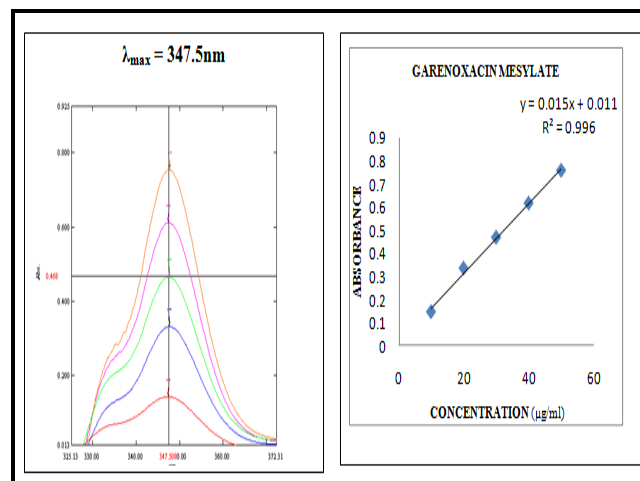 λmax = 347.5nm
0.925
0.800
0.600
0.468
0.400
0.200
0.013
Abs.
325.13 330.00 340.00 347.500 360.00 372.31
GARENOXACIN MESYLATE
y = 0.015x + 0.011
R² = 0.996
ABSORBANCE
0.9
0.8
0.7
0.6
0.5
0.4
0.3
0.2
0.1
0
0 20 40 60
CONCENTRATION (µg/ml)